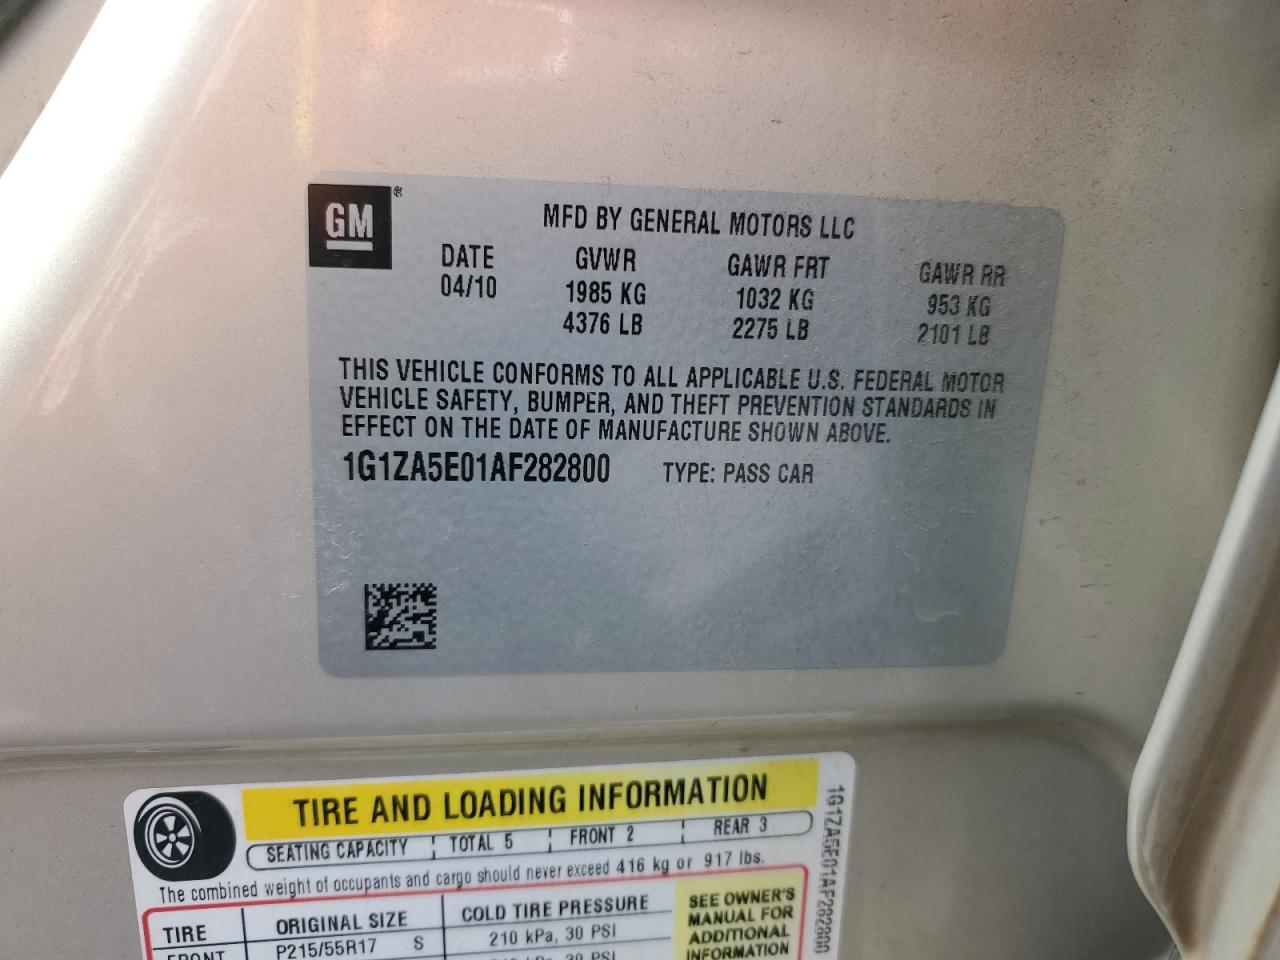 GM®
MFD BY GENERAL MOTORS LLC
DATE GVWR GAWR FRT GAWR RR
04/10 1985 KG 1032 KG 953 KG
4376 LB 2275 LB 2101 LB
THIS VEHICLE CONFORMS TO ALL APPLICABLE U.S. FEDERAL MOTOR
VEHICLE SAFETY, BUMPER, AND THEFT PREVENTION STANDARDS IN
EFFECT ON THE DATE OF MANUFACTURE SHOWN ABOVE.
1G1ZA5E01AF282800 TYPE: PASS CAR
TIRE AND LOADING INFORMATION
SEATING CAPACITY TOTAL 5 FRONT 2 REAR 3
The combined weight of occupants and cargo should never exceed 416 kg or 917 lbs.
TIRE ORIGINAL SIZE COLD TIRE PRESSURE
FRONT P215/55R17 S 210 kPa, 30 PSI
30 PSI
SEE OWNER'S
MANUAL FOR
ADDITIONAL
INFORMATION
1G1ZA5E01AF282800